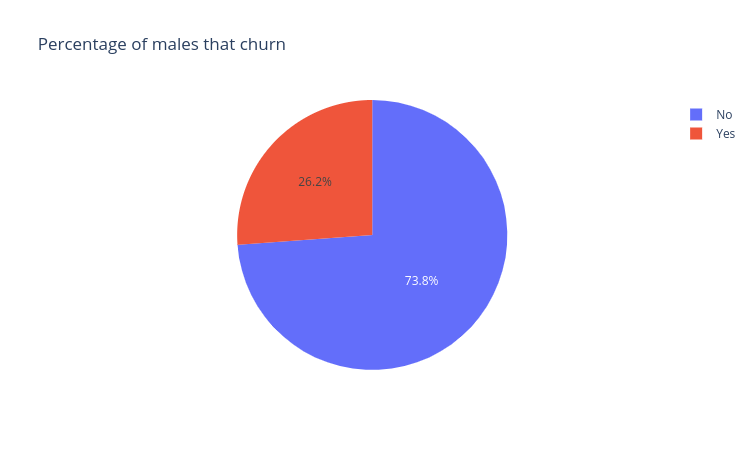 Percentage of males that churn
No
Yes
26.2%
73.8%